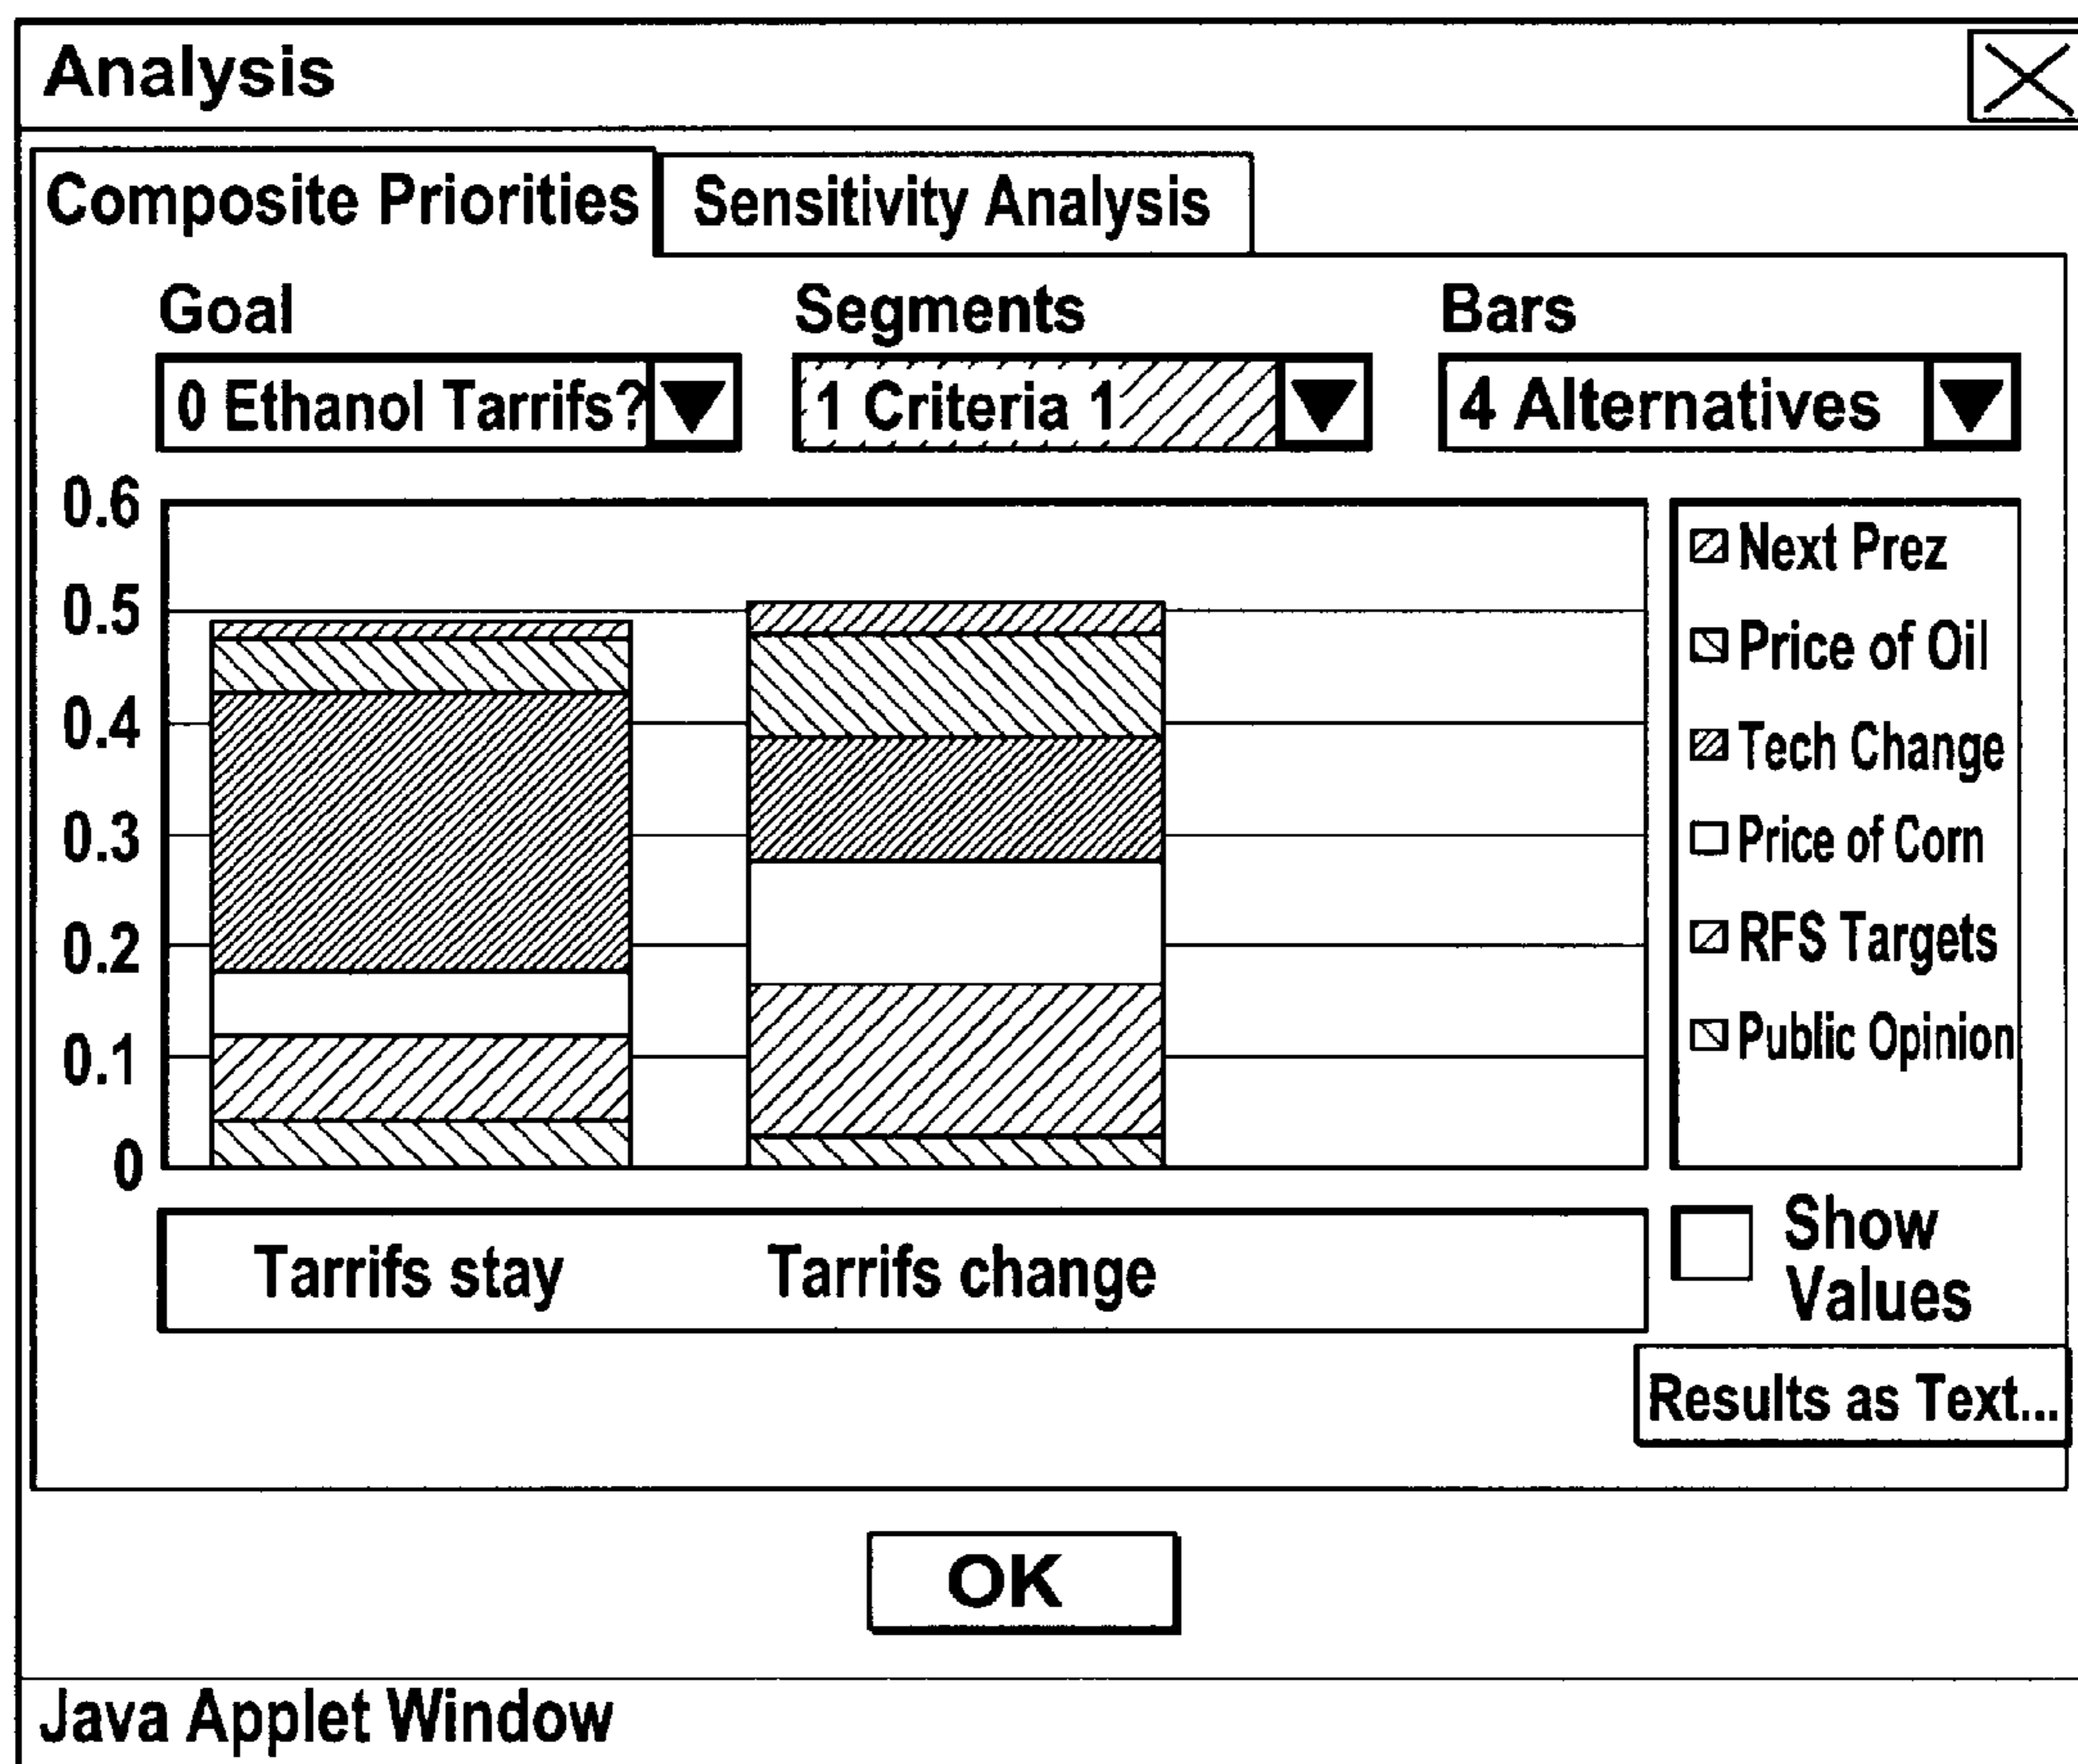 Analysis
Composite Priorities
Sensitivity Analysis
Goal
Segments
Bars
0 Ethanol Tarrifs?
1 Criteria 1
4 Alternatives
0.6
0.5
0.4
0.3
0.2
0.1
0
Next Prez
Price of Oil
Tech Change
Price of Corn
RFS Targets
Public Opinion
Tarrifs stay
Tarrifs change
Show
Values
Results as Text...
OK
Java Applet Window